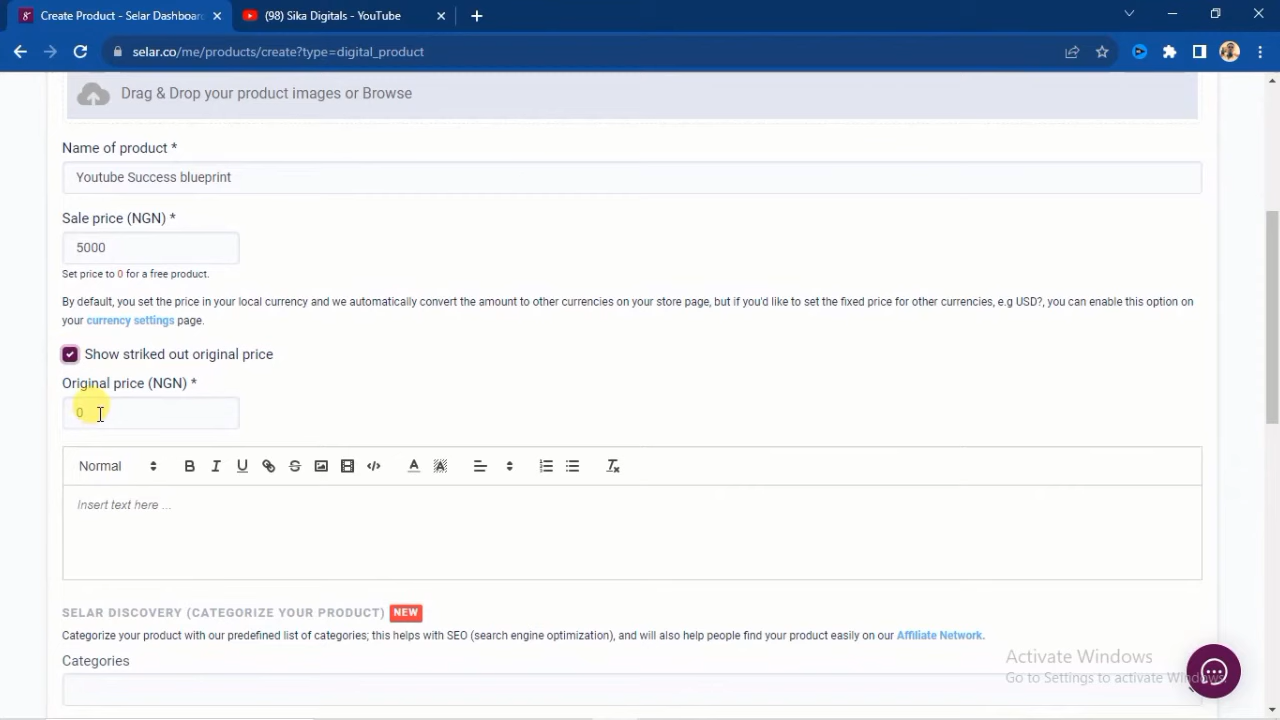 Create Product - Selar Dashboard
(98) Sika Digitals - YouTube
selar.co/me/products/create?type=digital_product
Drag & Drop your product images or Browse
Name of product *
Youtube Success blueprint
Sale price (NGN) *
5000
Set price to 0 for a free product.
By default, you set the price in your local currency and we automatically convert the amount to other currencies on your store page, but if you'd like to set the fixed price for other currencies, e.g USD?, you can enable this option on
your currency settings page.
Show striked out original price
Original price (NGN) *
0
Normal
Insert text here ...
SELAR DISCOVERY (CATEGORIZE YOUR PRODUCT) NEW
Categorize your product with our predefined list of categories; this helps with SEO (search engine optimization), and will also help people find your product easily on our Affiliate Network.
Categories
Activate Windows
Go to Settings to activate Windows.